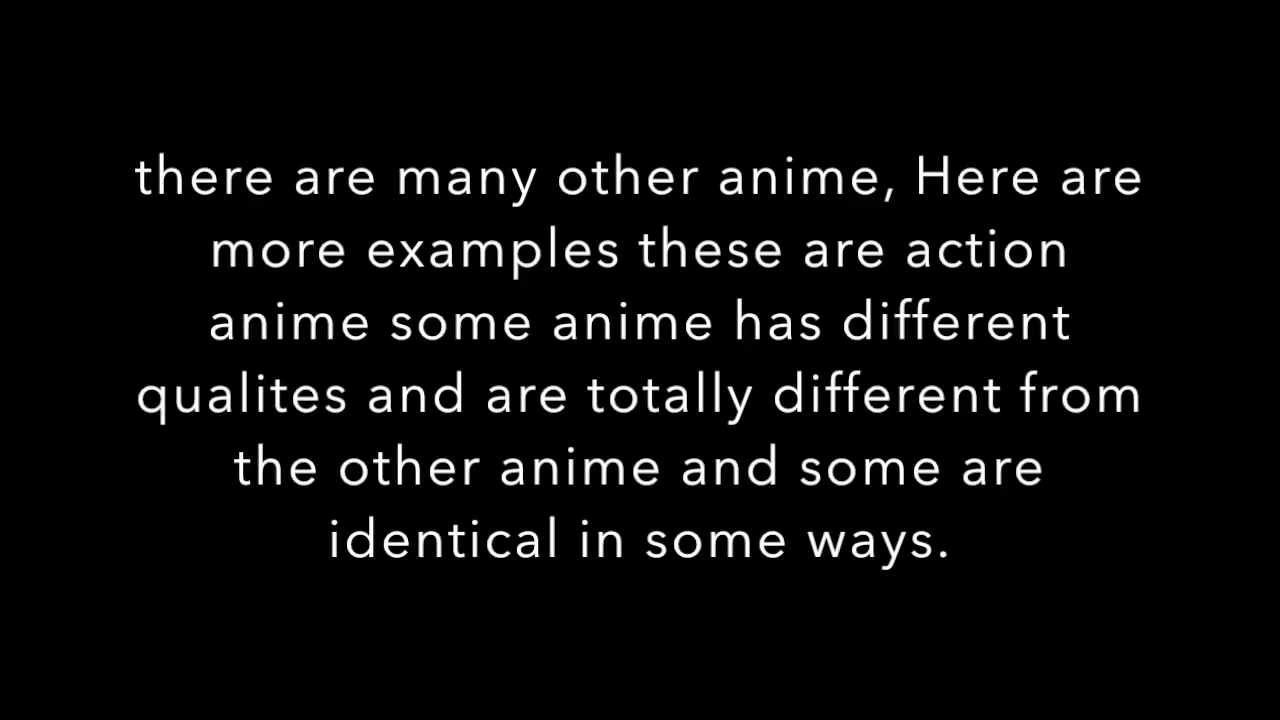 there are many other anime, Here are
more examples these are action
anime some anime has different
qualites and are totally different from
the other anime and some are
identical in some ways.